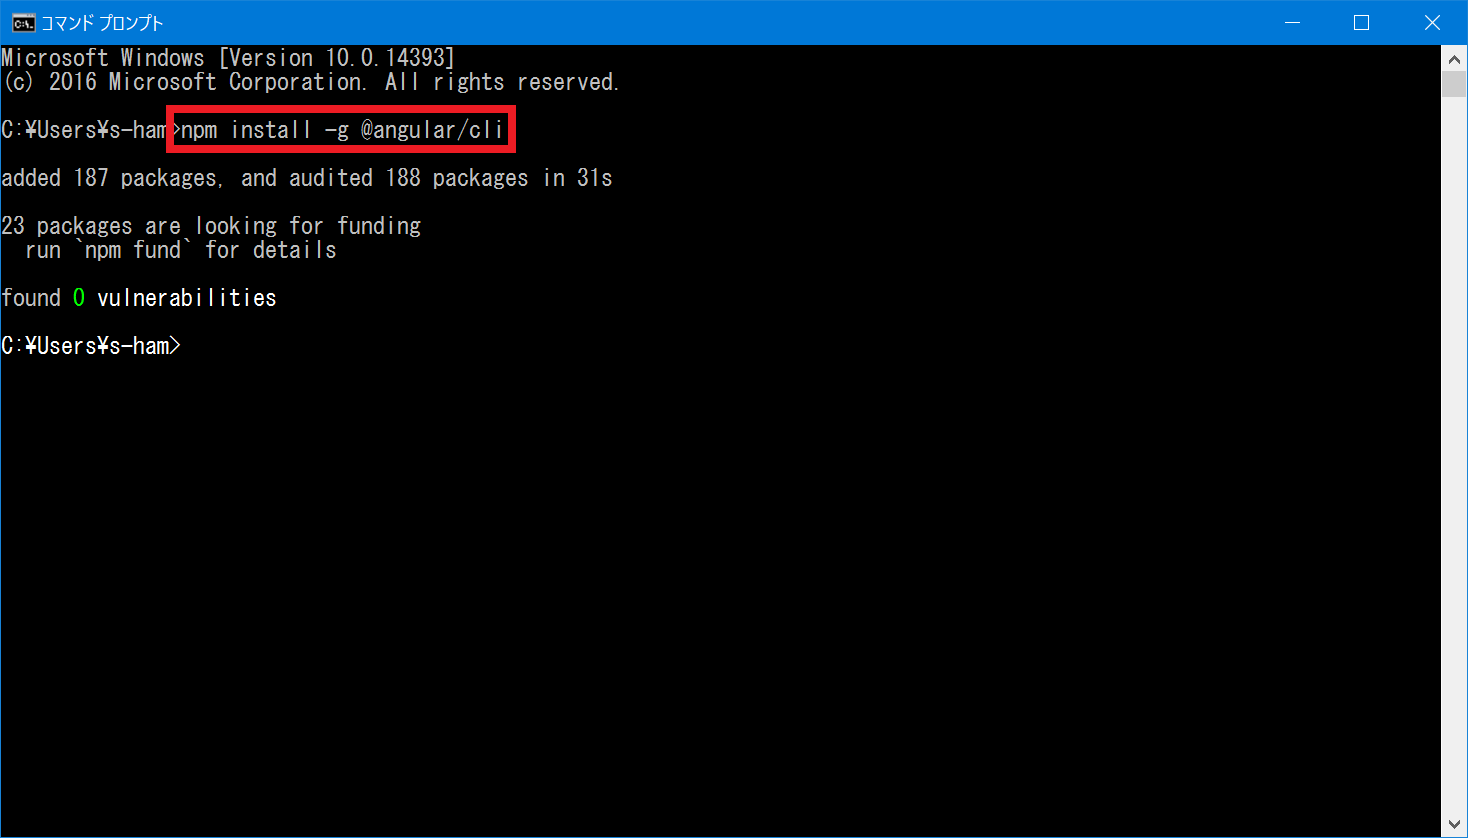 コマンド プロンプト
Microsoft Windows [Version 10.0.14393]
(c) 2016 Microsoft Corporation. All rights reserved.
C:¥Users¥s-ham>npm install -g @angular/cli
added 187 packages, and audited 188 packages in 31s
23 packages are looking for funding
run `npm fund` for details
found 0 vulnerabilities
C:¥Users¥s-ham>